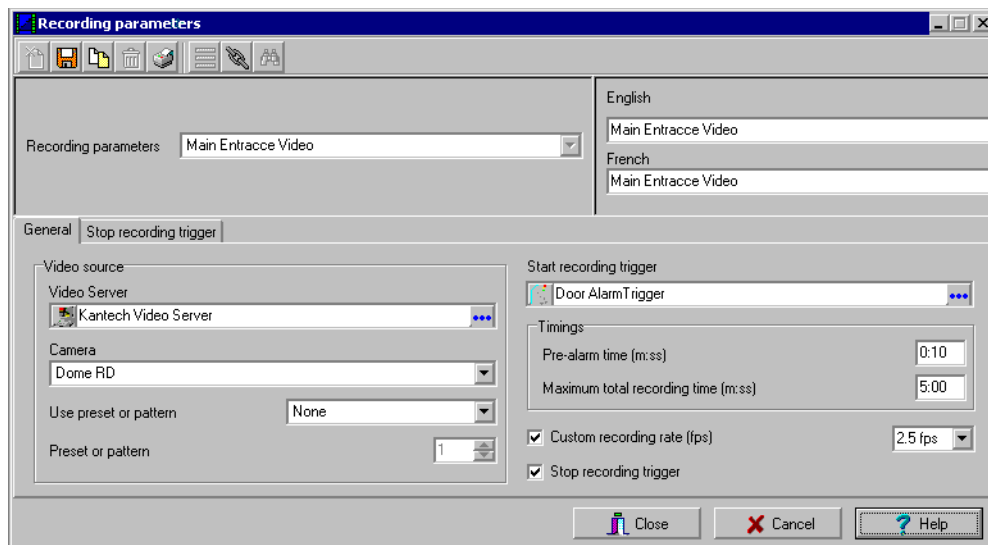 Recording parameters
English
Main Entracce Video
Recording parameters
Main Entracce Video
French
Main Entracce Video
General
Stop recording trigger
Video source
Video Server
Kantech Video Server
Camera
Dome RD
Use preset or pattern
None
Preset or pattern
1
Start recording trigger
Door AlarmTrigger
Timings
Pre-alarm time (m:ss)
0:10
Maximum total recording time (m:ss)
5:00
Custom recording rate (fps)
2.5 fps
Stop recording trigger
Close
Cancel
Help